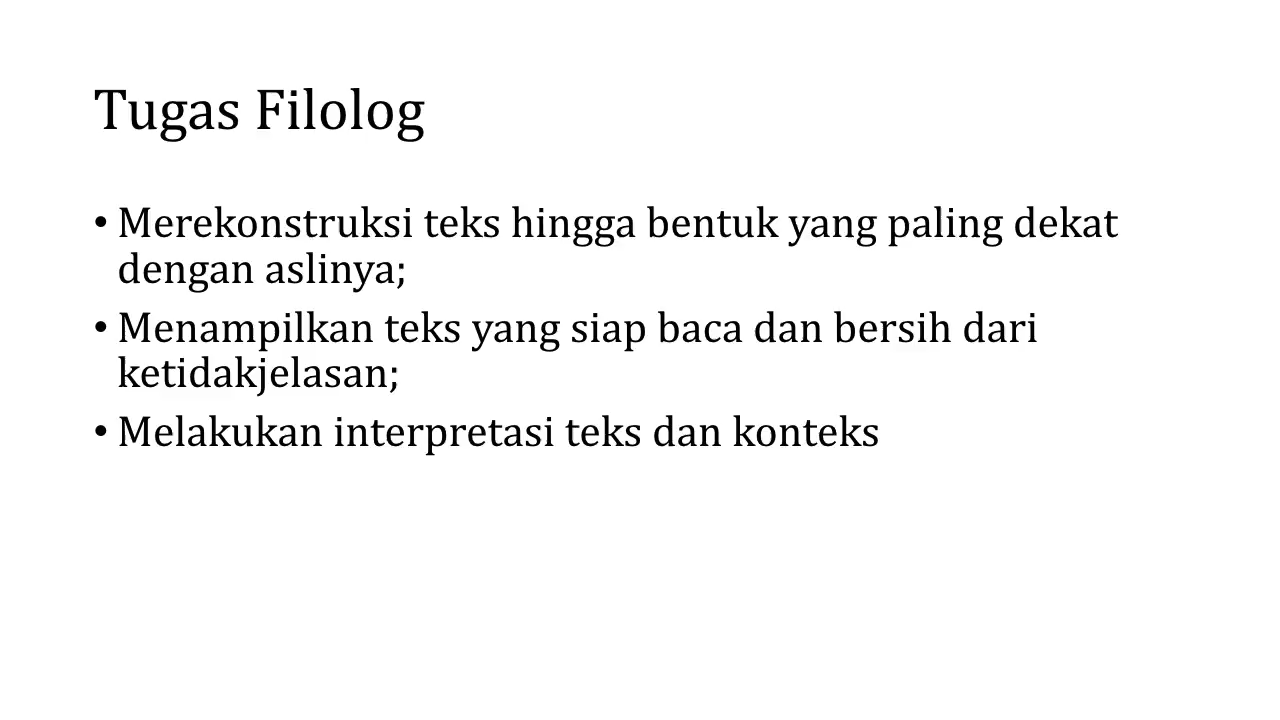 Tugas Filolog
• Merekonstruksi teks hingga bentuk yang paling dekat
dengan aslinya;
• Menampilkan teks yang siap baca dan bersih dari
ketidakjelasan;
• Melakukan interpretasi teks dan konteks